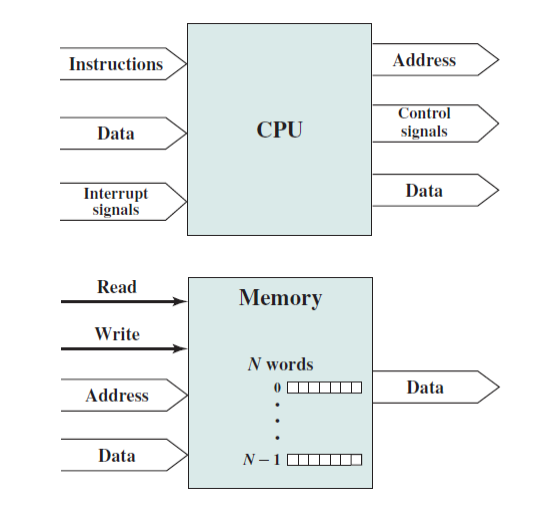 Instructions
Data
Interrupt
signals
CPU
Address
Control
signals
Data
Read
Write
Address
Data
Memory
N words
0
N – 1
Data